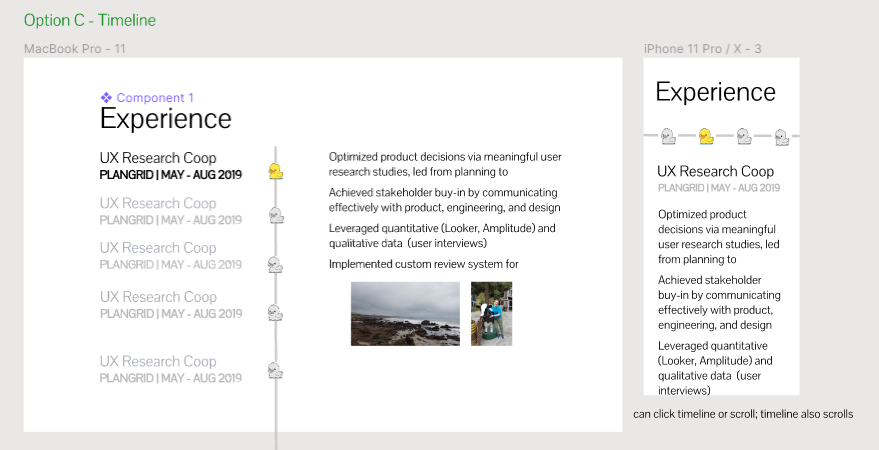 Option C - Timeline
MacBook Pro - 11
Component 1
Experience
UX Research Coop
PLANGRID | MAY - AUG 2019
UX Research Coop
PLANGRID | MAY - AUG 2019
UX Research Coop
PLANGRID | MAY - AUG 2019
UX Research Coop
PLANGRID | MAY - AUG 2019
UX Research Coop
PLANGRID | MAY - AUG 2019
Optimized product decisions via meaningful user
research studies, led from planning to
Achieved stakeholder buy-in by communicating
effectively with product, engineering, and design
Leveraged quantitative (Looker, Amplitude) and
qualitative data (user interviews)
Implemented custom review system for
iPhone 11 Pro / X - 3
Experience
UX Research Coop
PLANGRID | MAY - AUG 2019
Optimized product
decisions via meaningful
user research studies, led
from planning to
Achieved stakeholder
buy-in by communicating
effectively with product,
engineering, and design
Leveraged quantitative
(Looker, Amplitude) and
qualitative data (user
interviews)
can click timeline or scroll; timeline also scrolls